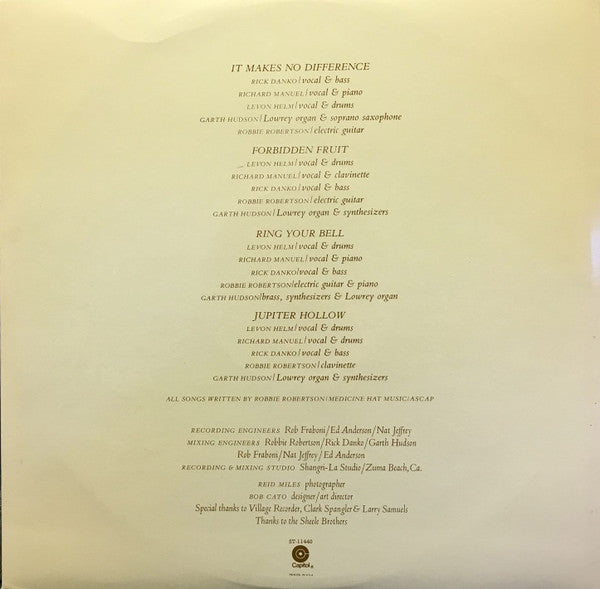 IT MAKES NO DIFFERENCE
RICK DANKO/vocal & bass
RICHARD MANUEL/vocal & piano
LEVON HELM/vocal & drums
GARTH HUDSON/Lowrey organ & soprano saxophone
ROBBIE ROBERTSON/electric guitar
FORBIDDEN FRUIT
LEVON HELM/vocal & drums
RICHARD MANUEL/vocal & clavinette
RICK DANKO/vocal & bass
ROBBIE ROBERTSON/electric guitar
GARTH HUDSON/Lowrey organ & synthesizers
RING YOUR BELL
LEVON HELM/vocal & drums
RICHARD MANUEL/vocal & piano
RICK DANKO/vocal & bass
ROBBIE ROBERTSON/electric guitar & piano
GARTH HUDSON/brass, synthesizers & Lowrey organ
JUPITER HOLLOW
LEVON HELM/vocal & drums
RICHARD MANUEL/vocal & drums
RICK DANKO/vocal & bass
ROBBIE ROBERTSON/clavinette
GARTH HUDSON/Lowrey organ & synthesizers
ALL SONGS WRITTEN BY ROBBIE ROBERTSON/MEDICINE HAT MUSIC/ASCAP
RECORDING ENGINEERS Rob Fraboni/Ed Anderson/Nat Jeffrey
MIXING ENGINEERS Robbie Robertson/Rick Danko/Garth Hudson
Rob Fraboni/Nat Jeffrey/Ed Anderson
RECORDING & MIXING STUDIO Shangri-La Studio/Zuma Beach, Ca.
REID MILES photographer
BOB CATO designer/art director
Special thanks to Village Recorder, Clark Spangler & Larry Samuels
Thanks to the Sheele Brothers
ST-11440
Capitol®